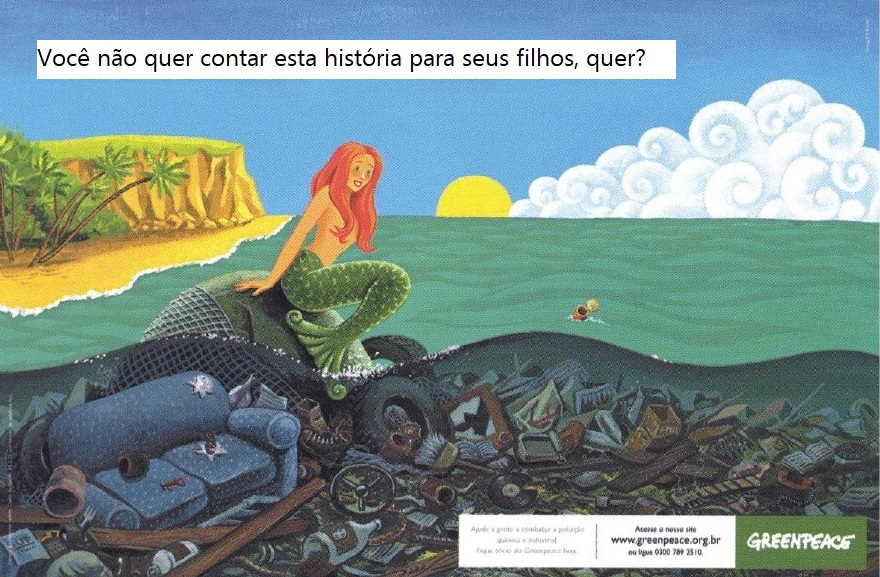 Você não quer contar esta história para seus filhos, quer?
Ajude a gente a combater a poluição
química e industrial.
Fique sócio do Greenpeace hoje.
Acesse o nosso site
www.greenpeace.org.br
ou ligue 0300 789 2510.
GREENPEACE